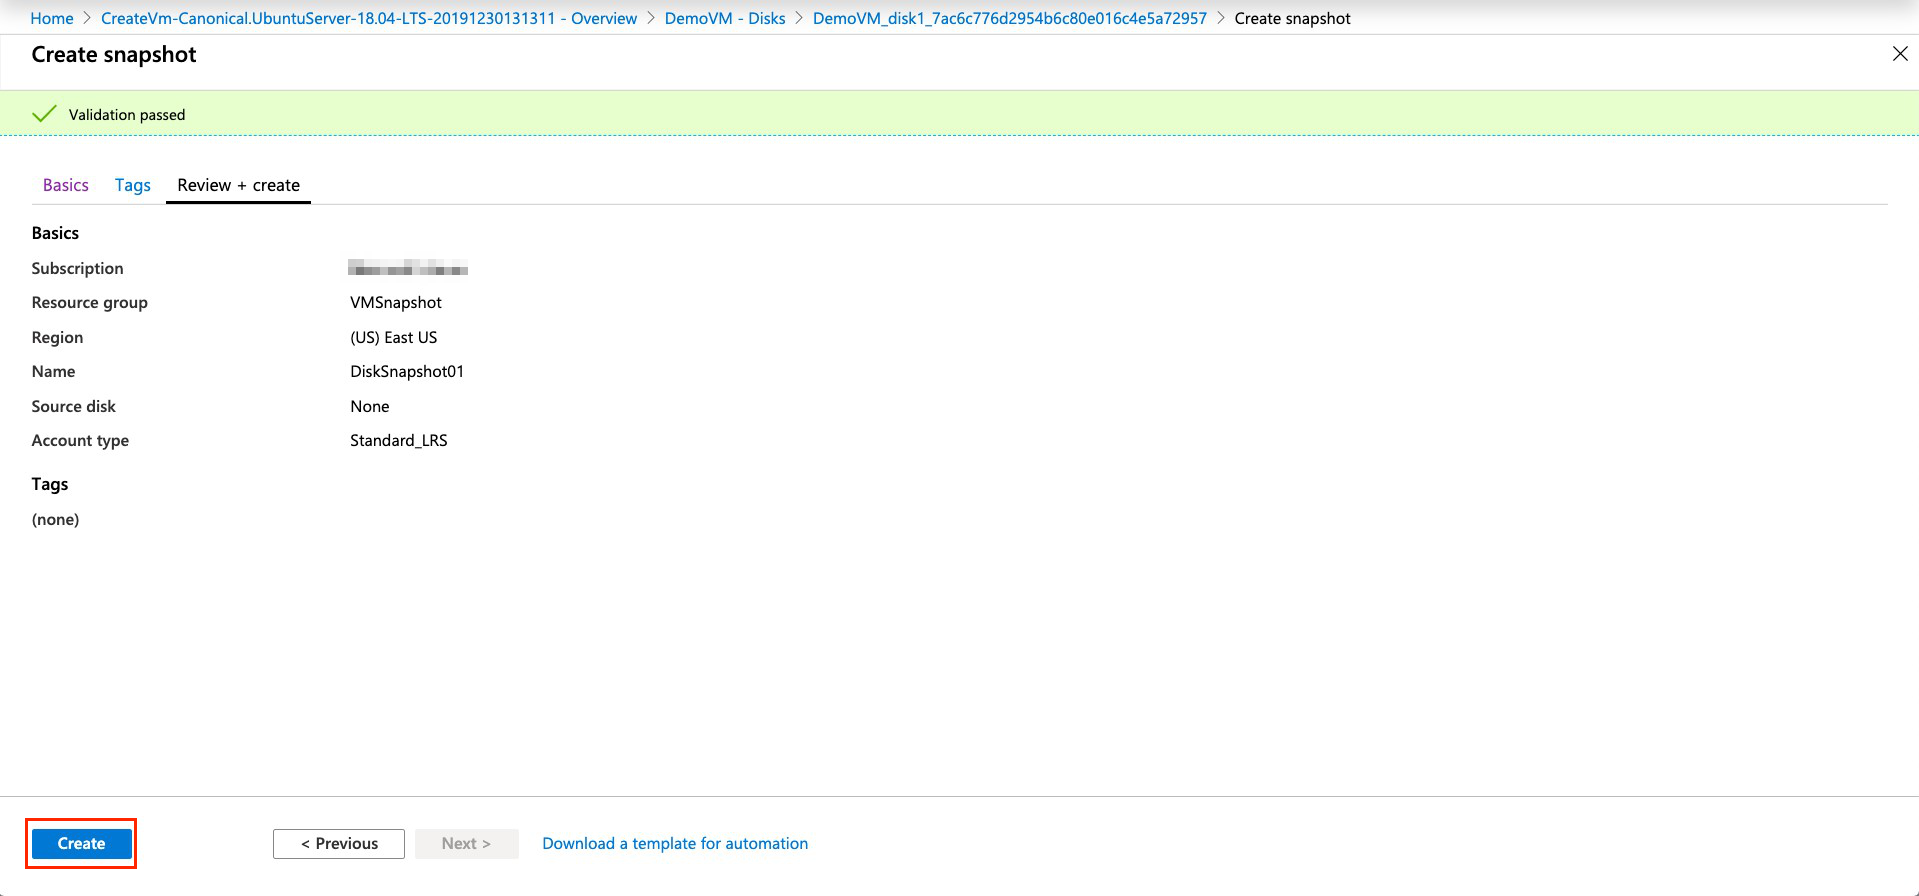 Home > CreateVm-Canonical.UbuntuServer-18.04-LTS-20191230131311 - Overview > DemoVM - Disks > DemoVM_disk1_7ac6c776d2954b6c80e016c4e5a72957 > Create snapshot
Create snapshot
Validation passed
Basics Tags Review + create
Basics
Subscription
Resource group VMSnapshot
Region (US) East US
Name DiskSnapshot01
Source disk None
Account type Standard_LRS
Tags
(none)
Create < Previous Next > Download a template for automation